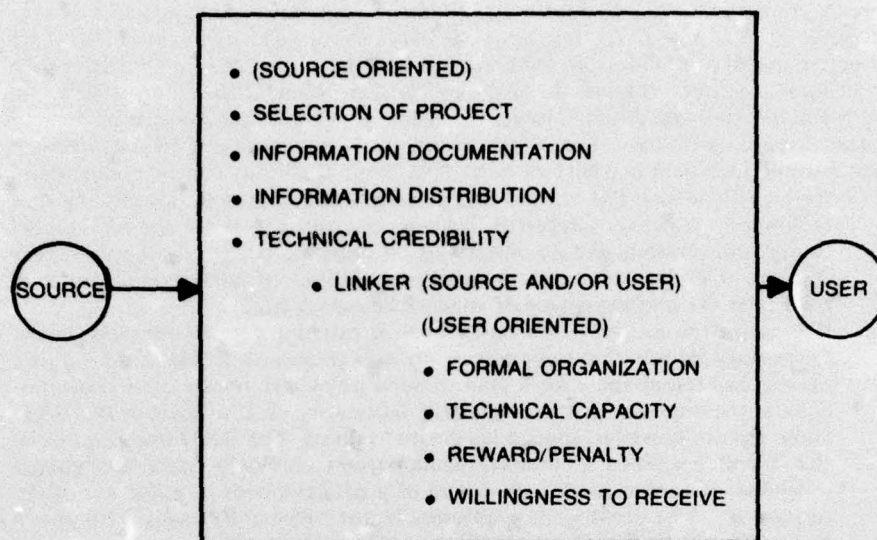 • (SOURCE ORIENTED)
• SELECTION OF PROJECT
• INFORMATION DOCUMENTATION
• INFORMATION DISTRIBUTION
• TECHNICAL CREDIBILITY
SOURCE
• LINKER (SOURCE AND/OR USER)
USER
(USER ORIENTED)
• FORMAL ORGANIZATION
• TECHNICAL CAPACITY
• REWARD/PENALTY
• WILLINGNESS TO RECEIVE